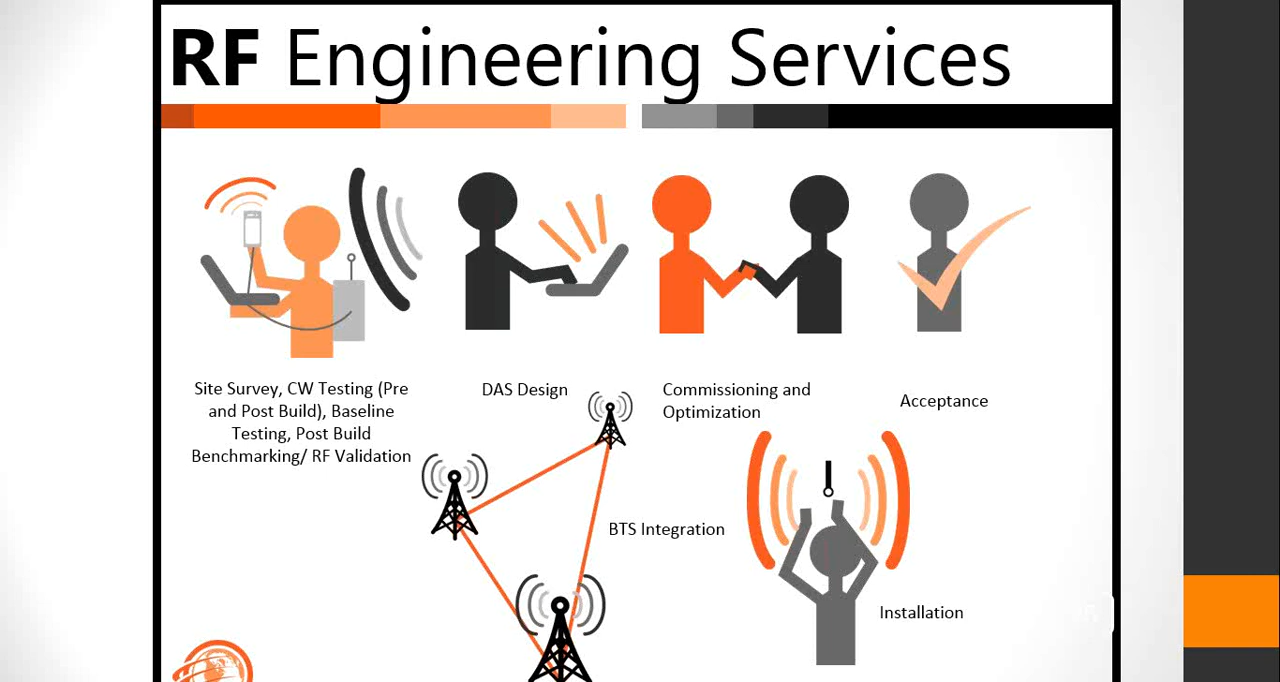 RF Engineering Services
Site Survey, CW Testing (Pre
and Post Build), Baseline
Testing, Post Build
Benchmarking/ RF Validation
DAS Design
Commissioning and
Optimization
Acceptance
BTS Integration
Installation